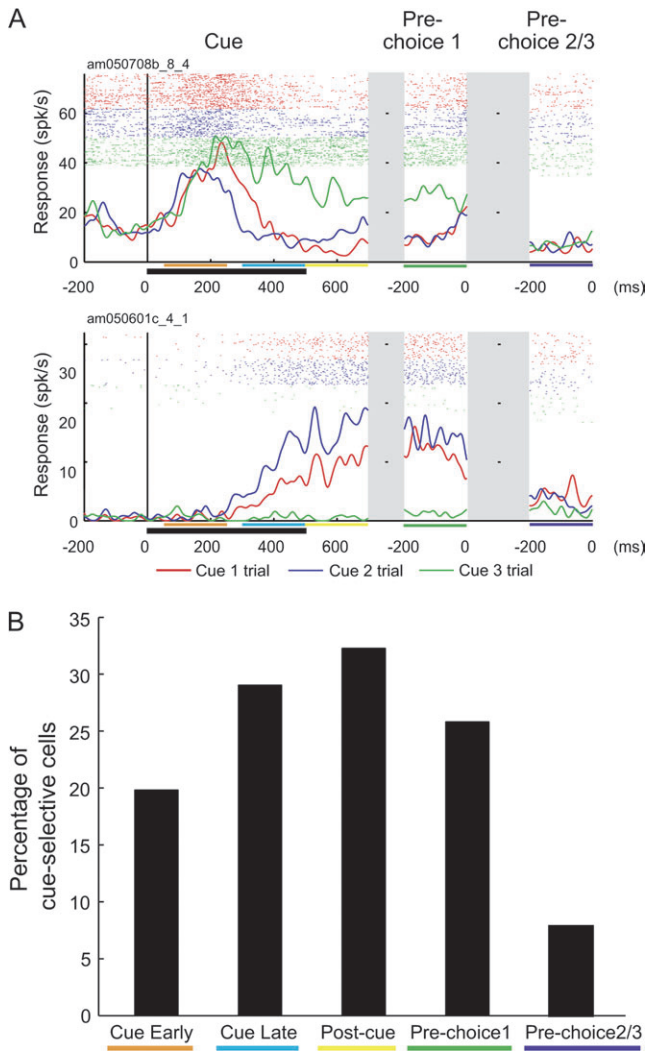 A
Cue
Pre-
choice 1
Pre-
choice 2/3
am050708b_8_4
Response (spk/s)
60
40
20
0
-200 0 200 400 600 -200 0 -200 0 (ms)
am050601c_4_1
Response (spk/s)
30
20
10
0
-200 0 200 400 600 -200 0 -200 0 (ms)
Cue 1 trial Cue 2 trial Cue 3 trial
B
Percentage of
cue-selective cells
35
30
25
20
15
10
5
0
Cue Early Cue Late Post-cue Pre-choice1 Pre-choice2/3